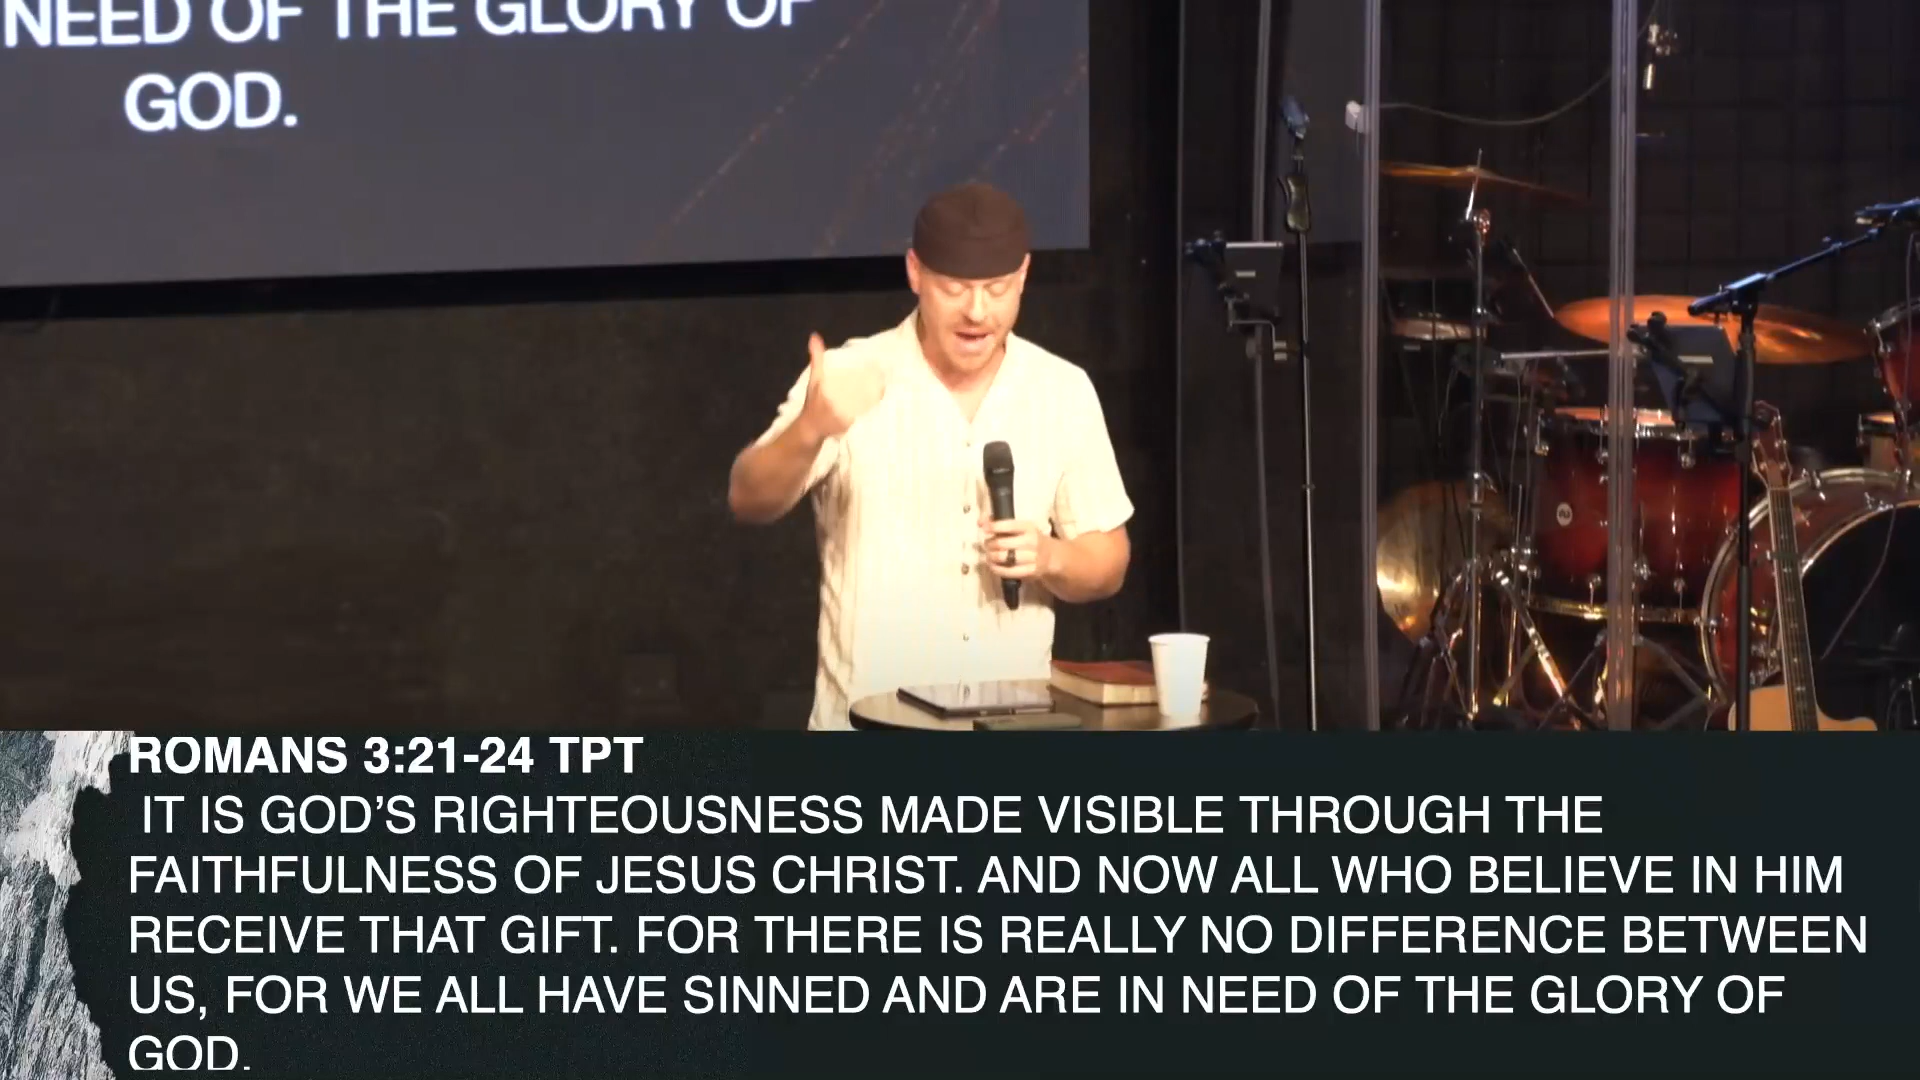 NEED OF THE GLORY OF
GOD.
ROMANS 3:21-24 TPT
IT IS GOD’S RIGHTEOUSNESS MADE VISIBLE THROUGH THE
FAITHFULNESS OF JESUS CHRIST. AND NOW ALL WHO BELIEVE IN HIM
RECEIVE THAT GIFT. FOR THERE IS REALLY NO DIFFERENCE BETWEEN
US, FOR WE ALL HAVE SINNED AND ARE IN NEED OF THE GLORY OF
GOD.